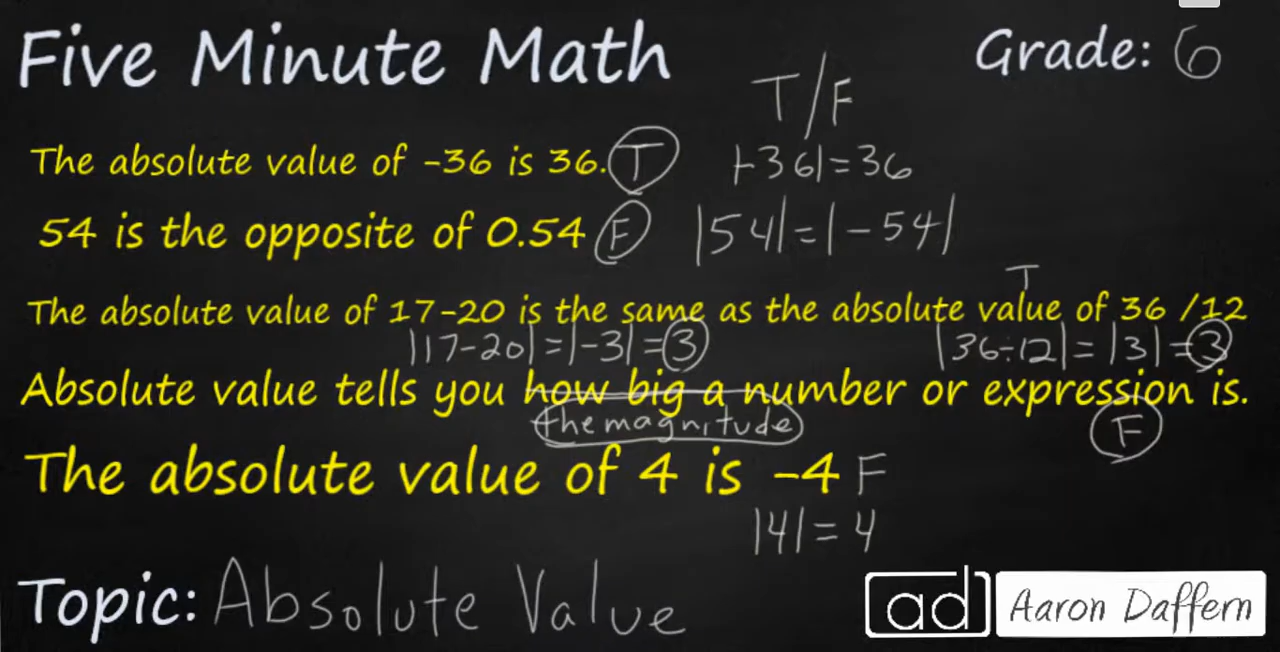 Five Minute Math Grade: 6
T/F
The absolute value of -36 is 36. T |-36|=36
54 is the opposite of 0.54 F |54|=|-54|
T
The absolute value of 17-20 is the same as the absolute value of 36 /12
|17-20|=|-3|=3 |36÷12|=|3|=3
Absolute value tells you how big a number or expression is.
the magnitude F
The absolute value of 4 is -4 F
|4|=4
Topic: Absolute Value
ad Aaron Daffern